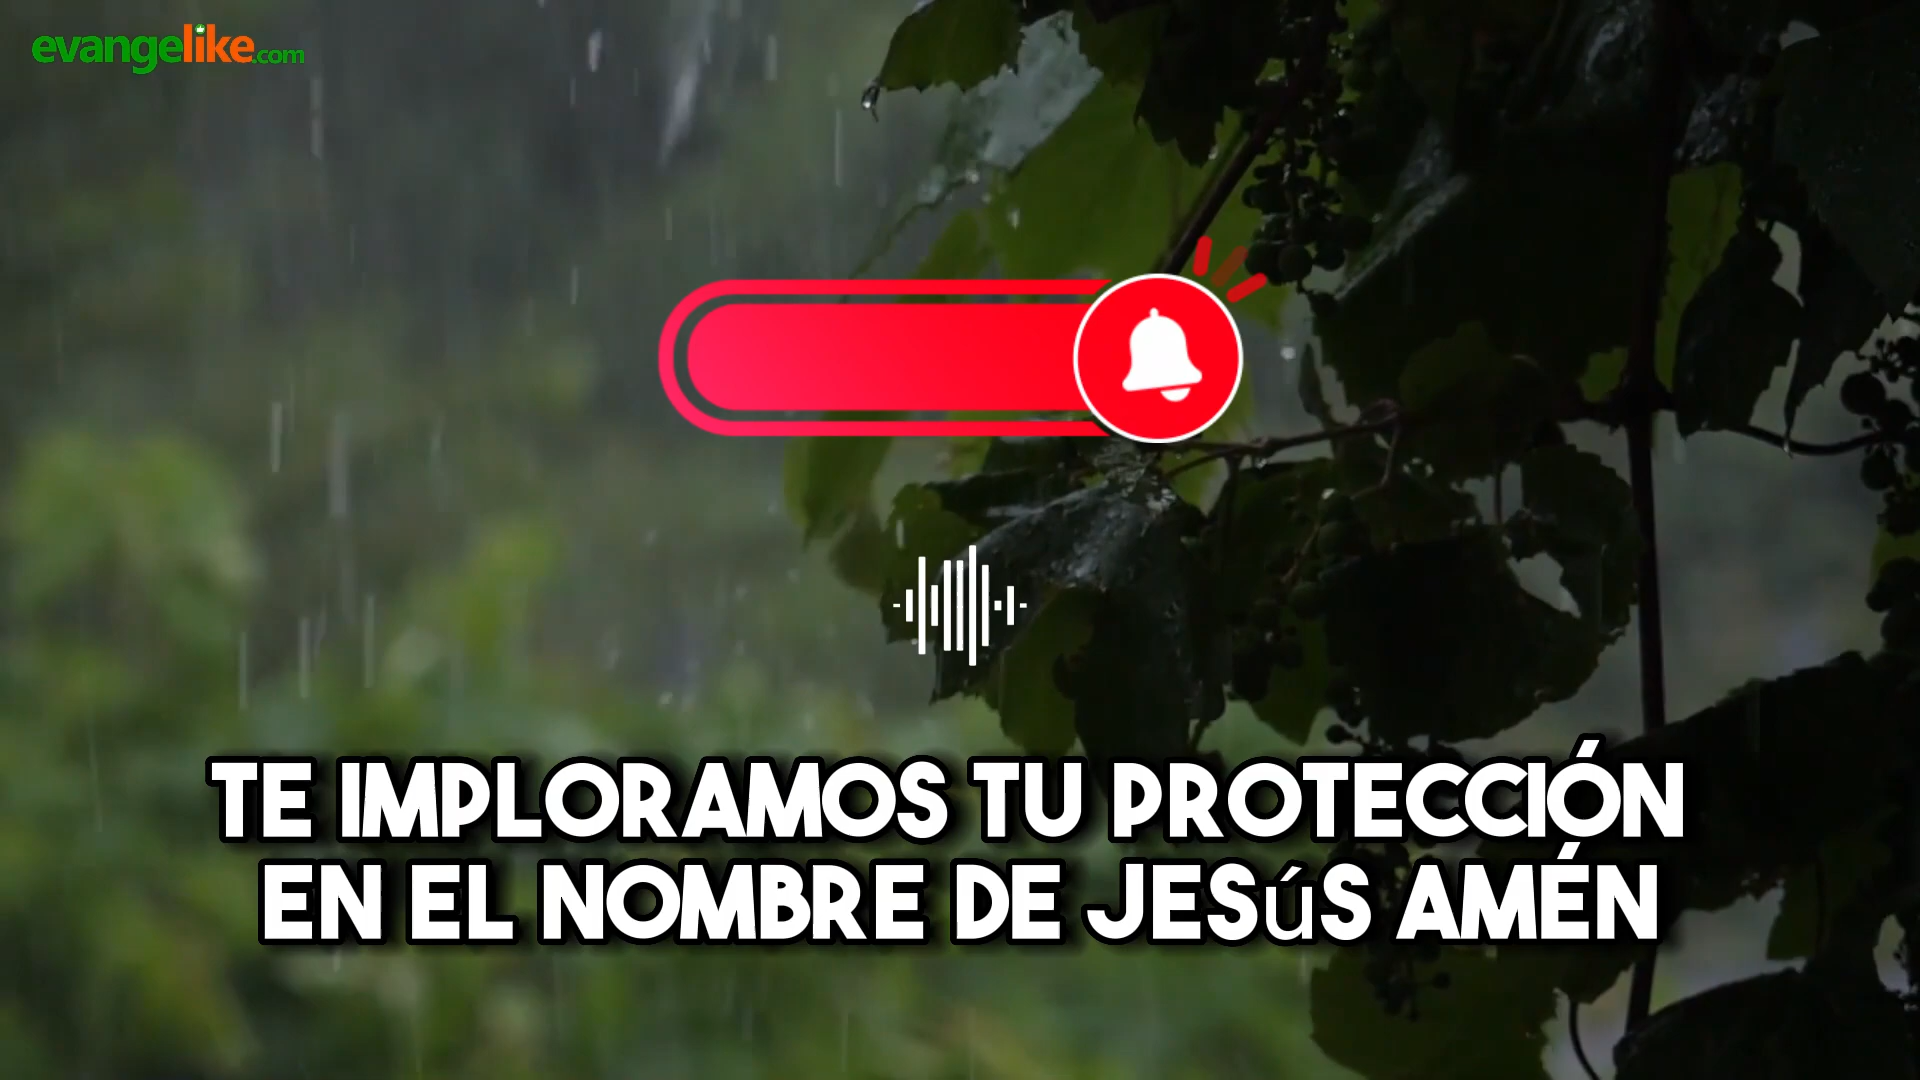 evangelike.com
TE IMPLORAMOS TU PROTECCIÓN
EN EL NOMBRE DE JESúS AMÉN